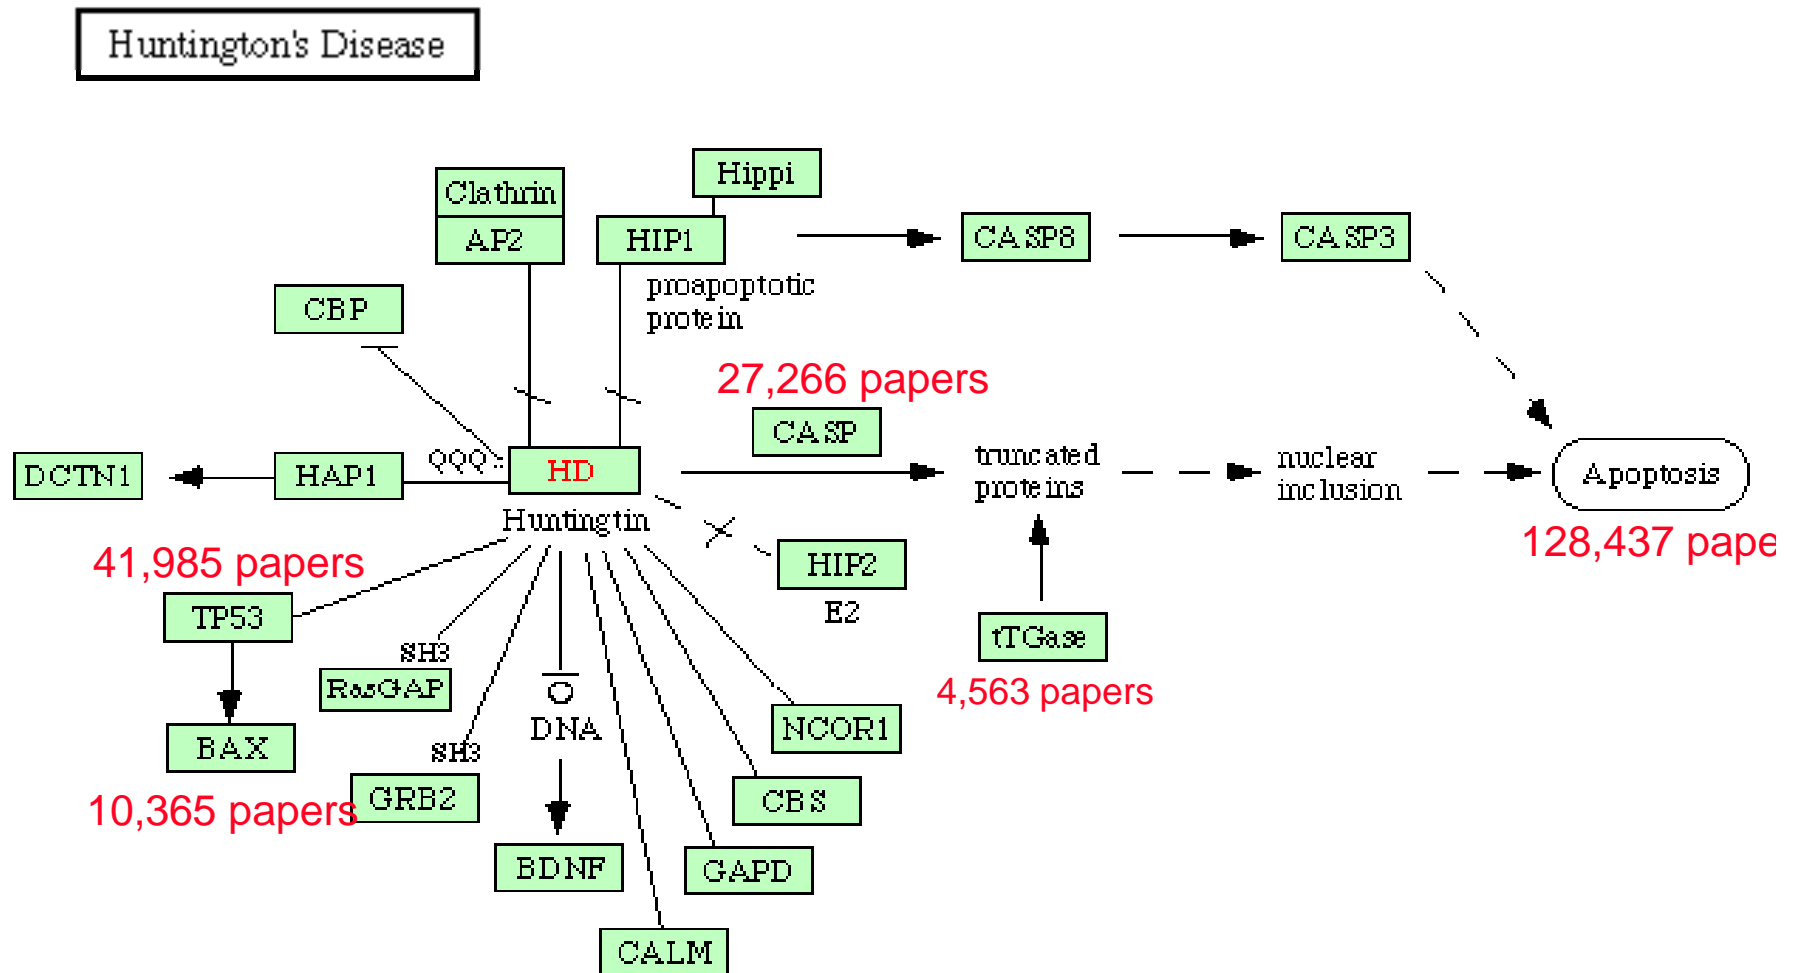 Huntington's Disease
Hippi
Clathrin
AP2
HIP1
CASP8
CASP3
proapoptotic
protein
CBP
27,266 papers
CASP
QQQ..
HD
DCTN1
HAP1
truncated
proteins
nuclear
inclusion
Apoptosis
Huntingtin
128,437 pape
41,985 papers
HIP2
E2
TP53
SH3
RasGAP
tTGase
4,563 papers
DNA
NCOR1
BAX
SH3
10,365 papers
GRB2
CBS
BDNF
GAPD
CALM